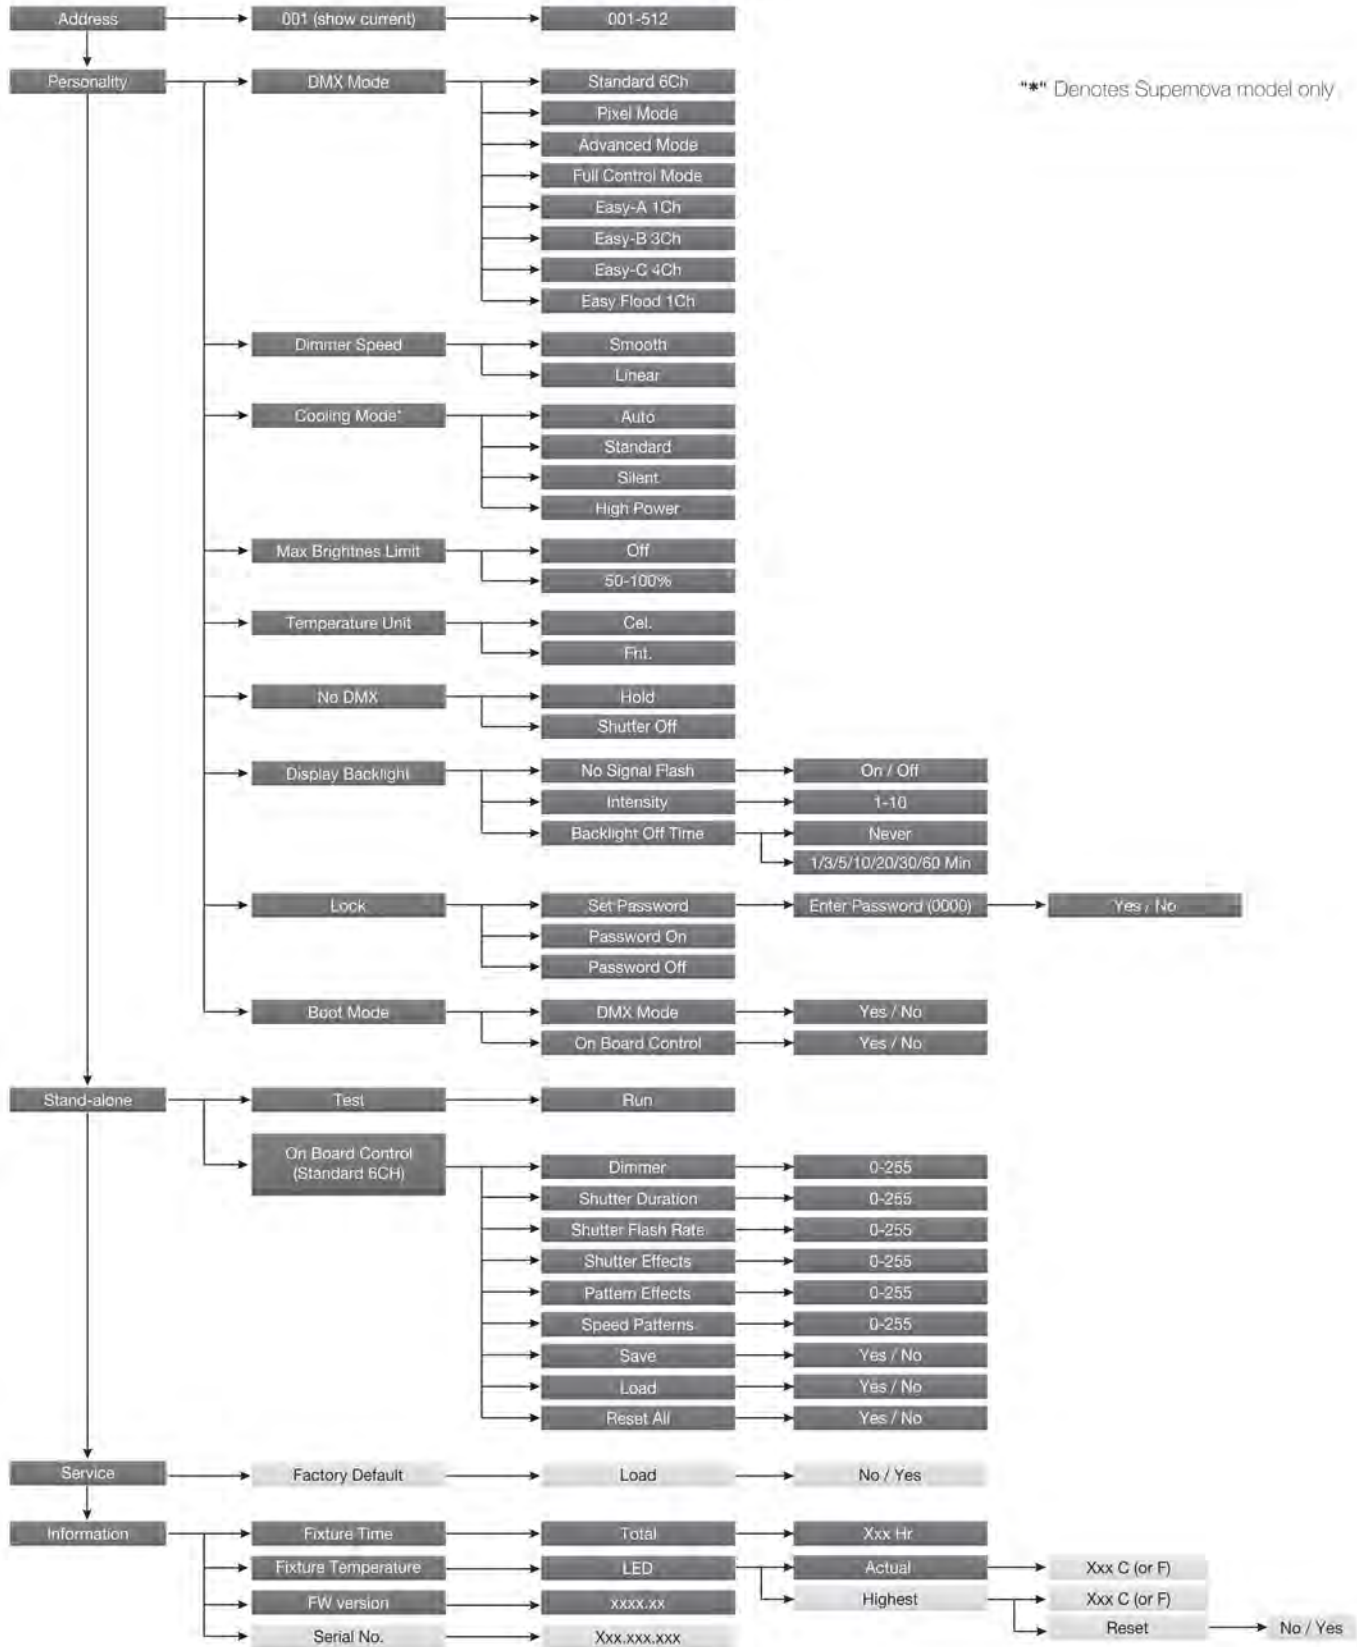 Address
001 (show current)
001-512
Personality
DMX Mode
Standard 6Ch
"*" Denotes Supernova model only
Pixel Mode
Advanced Mode
Full Control Mode
Easy-A 1Ch
Easy-B 3Ch
Easy-C 4Ch
Easy Flood 1Ch
Dimmer Speed
Smooth
Linear
Cooling Mode*
Auto
Standard
Silent
High Power
Max Brightnes Limit
Off
50-100%
Temperature Unit
Cel.
Fht.
No DMX
Hold
Shutter Off
Display Backlight
No Signal Flash
On / Off
Intensity
1-10
Backlight Off Time
Never
1/3/5/10/20/30/60 Min
Lock
Set Password
Enter Password (0000)
Yes / No
Password On
Password Off
Boot Mode
DMX Mode
Yes / No
On Board Control
Yes / No
Stand-alone
Test
Run
On Board Control
(Standard 6CH)
Dimmer
0-255
Shutter Duration
0-255
Shutter Flash Rate
0-255
Shutter Effects
0-255
Pattern Effects
0-255
Speed Patterns
0-255
Save
Yes / No
Load
Yes / No
Reset All
Yes / No
Service
Factory Default
Load
No / Yes
Information
Fixture Time
Total
Xxx Hr
Fixture Temperature
LED
Actual
Xxx C (or F)
FW version
xxxx.xx
Highest
Xxx C (or F)
Serial No.
Xxx.xxx.xxx
Reset
No / Yes